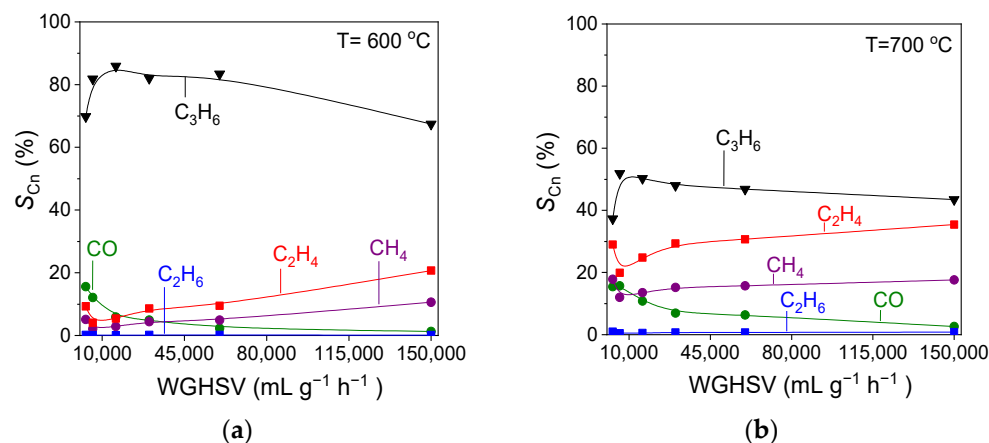 100
80
60
40
20
0
S_Cn (%)
T= 600 °C
C₃H₆
CO
C₂H₆
C₂H₄
CH₄
10,000 45,000 80,000 115,000 150,000
WGHSV (mL g⁻¹ h⁻¹)
(a)
100
80
60
40
20
0
S_Cn (%)
T=700 °C
C₃H₆
C₂H₄
CH₄
C₂H₆
CO
10,000 45,000 80,000 115,000 150,000
WGHSV (mL g⁻¹ h⁻¹)
(b)